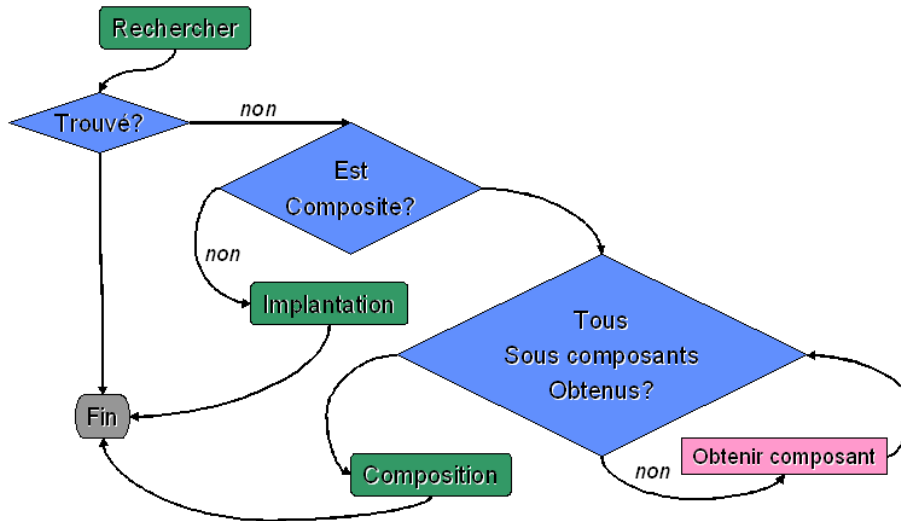 Rechercher
Trouvé?
non
Est
Composite?
non
Implantation
Tous
Sous composants
Obtenus?
Fin
Obtenir composant
Composition
non